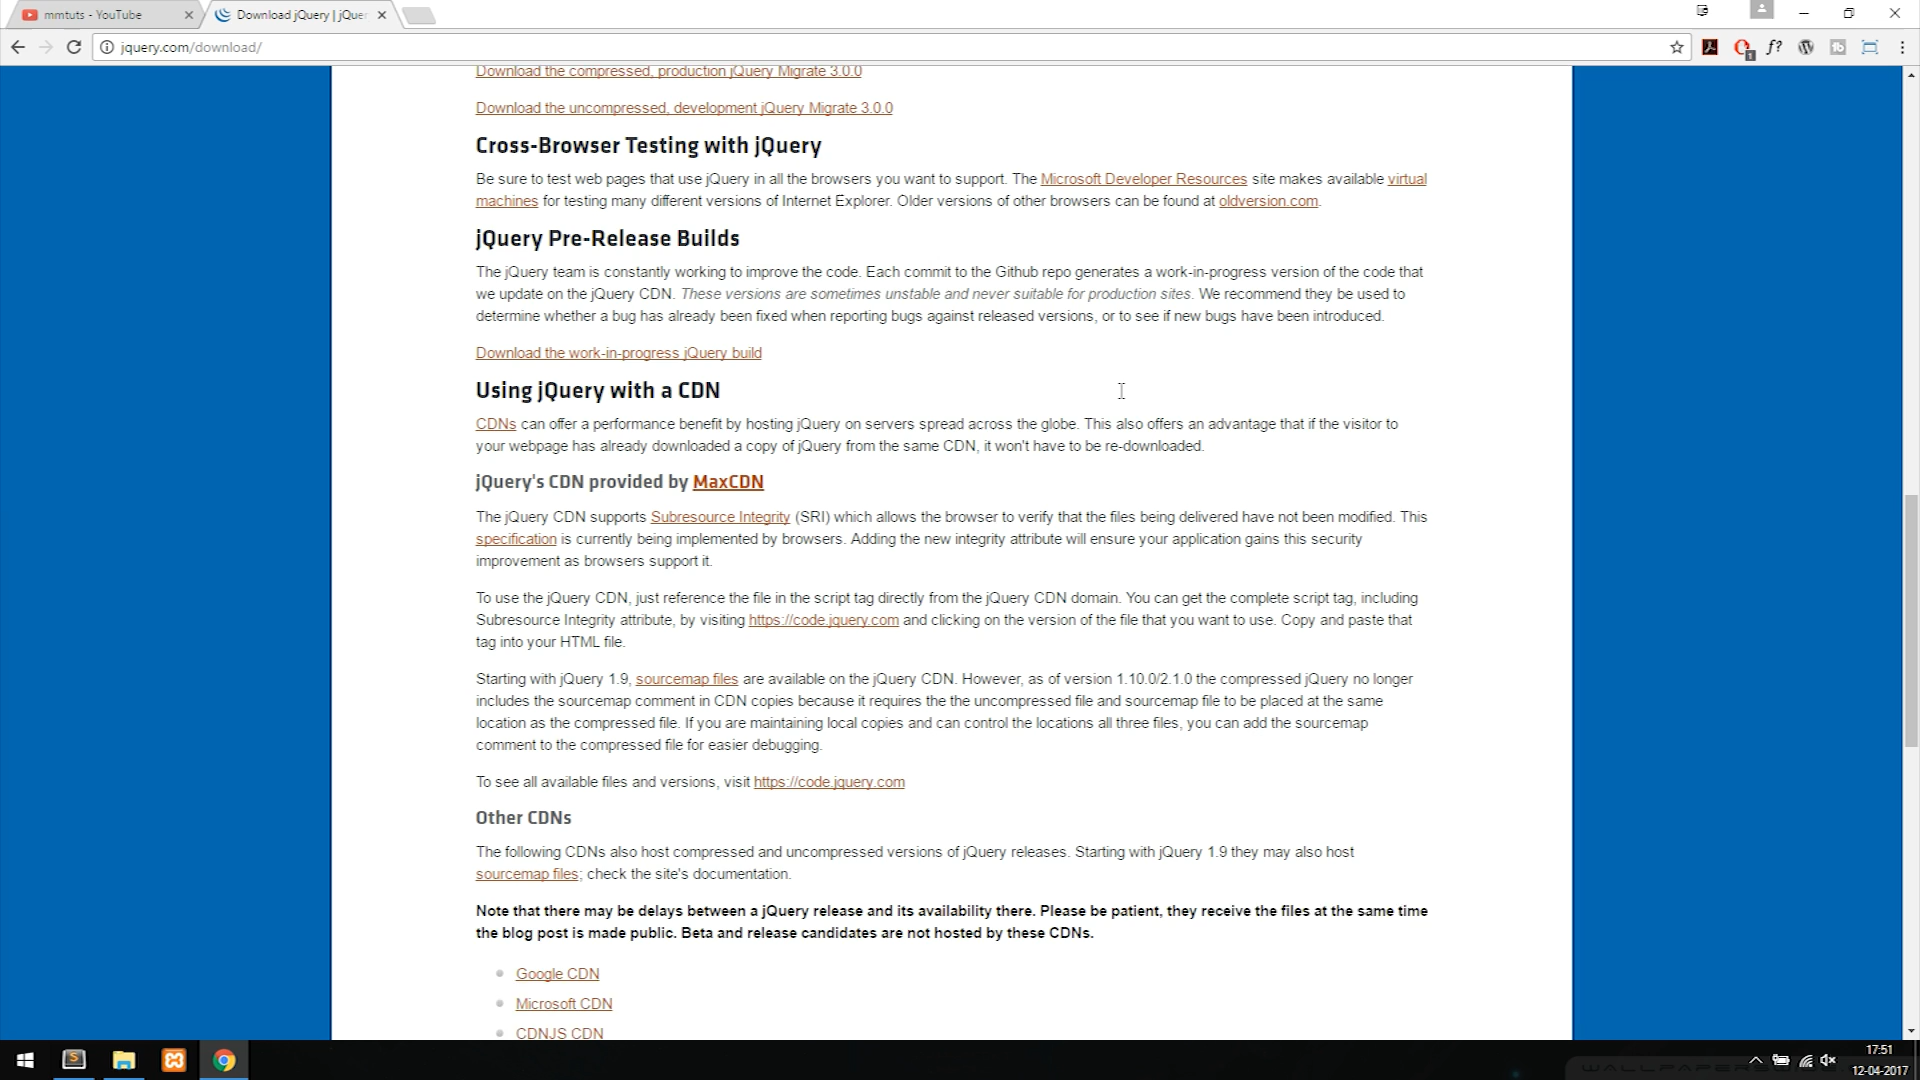 mmtuts - YouTube
Download jQuery | jQuer
jquery.com/download/
Download the compressed, production jQuery Migrate 3.0.0
Download the uncompressed, development jQuery Migrate 3.0.0
Cross-Browser Testing with jQuery
Be sure to test web pages that use jQuery in all the browsers you want to support. The Microsoft Developer Resources site makes available virtual
machines for testing many different versions of Internet Explorer. Older versions of other browsers can be found at oldversion.com.
jQuery Pre-Release Builds
The jQuery team is constantly working to improve the code. Each commit to the Github repo generates a work-in-progress version of the code that
we update on the jQuery CDN. These versions are sometimes unstable and never suitable for production sites. We recommend they be used to
determine whether a bug has already been fixed when reporting bugs against released versions, or to see if new bugs have been introduced.
Download the work-in-progress jQuery build
Using jQuery with a CDN
CDNs can offer a performance benefit by hosting jQuery on servers spread across the globe. This also offers an advantage that if the visitor to
your webpage has already downloaded a copy of jQuery from the same CDN, it won't have to be re-downloaded.
jQuery's CDN provided by MaxCDN
The jQuery CDN supports Subresource Integrity (SRI) which allows the browser to verify that the files being delivered have not been modified. This
specification is currently being implemented by browsers. Adding the new integrity attribute will ensure your application gains this security
improvement as browsers support it.
To use the jQuery CDN, just reference the file in the script tag directly from the jQuery CDN domain. You can get the complete script tag, including
Subresource Integrity attribute, by visiting https://code.jquery.com and clicking on the version of the file that you want to use. Copy and paste that
tag into your HTML file.
Starting with jQuery 1.9, sourcemap files are available on the jQuery CDN. However, as of version 1.10.0/2.1.0 the compressed jQuery no longer
includes the sourcemap comment in CDN copies because it requires the the uncompressed file and sourcemap file to be placed at the same
location as the compressed file. If you are maintaining local copies and can control the locations all three files, you can add the sourcemap
comment to the compressed file for easier debugging.
To see all available files and versions, visit https://code.jquery.com
Other CDNs
The following CDNs also host compressed and uncompressed versions of jQuery releases. Starting with jQuery 1.9 they may also host
sourcemap files; check the site's documentation.
Note that there may be delays between a jQuery release and its availability there. Please be patient, they receive the files at the same time
the blog post is made public. Beta and release candidates are not hosted by these CDNs.
Google CDN
Microsoft CDN
CDNJS CDN
17:51
12-04-2017